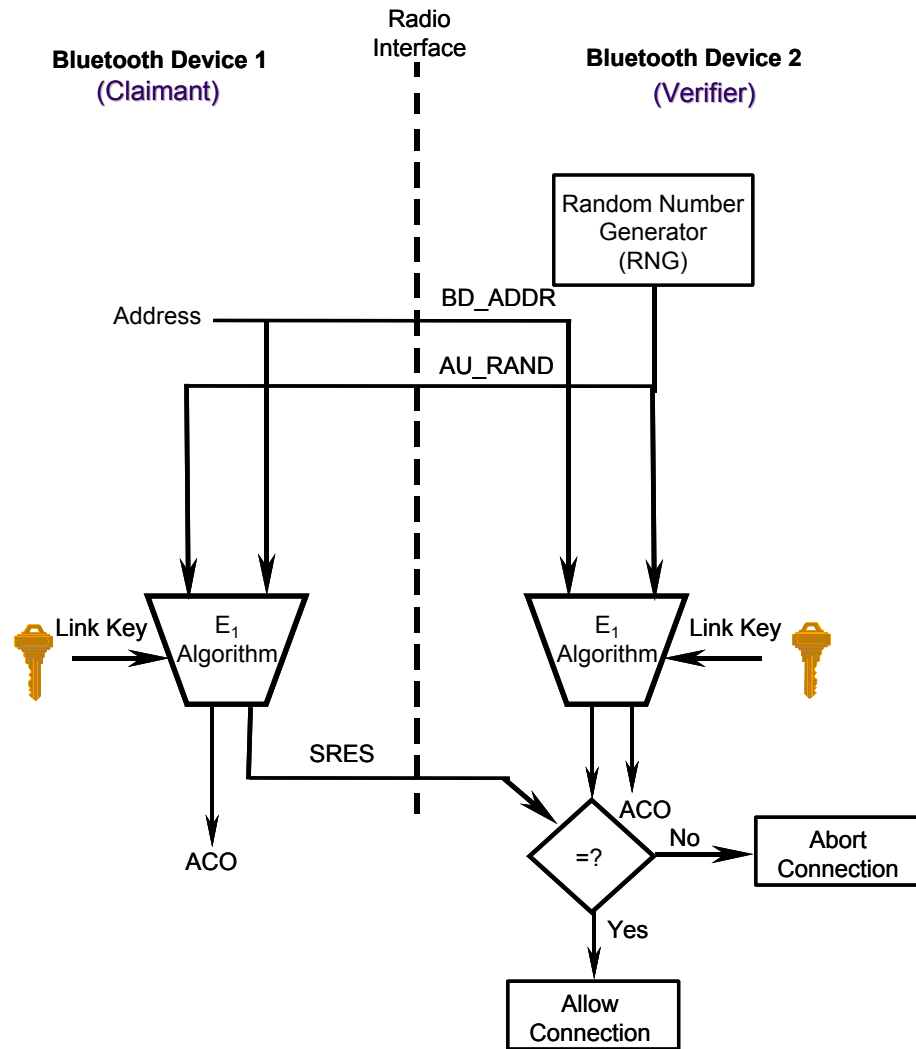 Radio
Interface
Bluetooth Device 1
(Claimant)
Bluetooth Device 2
(Verifier)
Random Number
Generator
(RNG)
BD_ADDR
Address
AU_RAND
Link Key
E1
Algorithm
E1
Algorithm
Link Key
SRES
ACO
ACO
=?
No
Abort
Connection
Yes
Allow
Connection